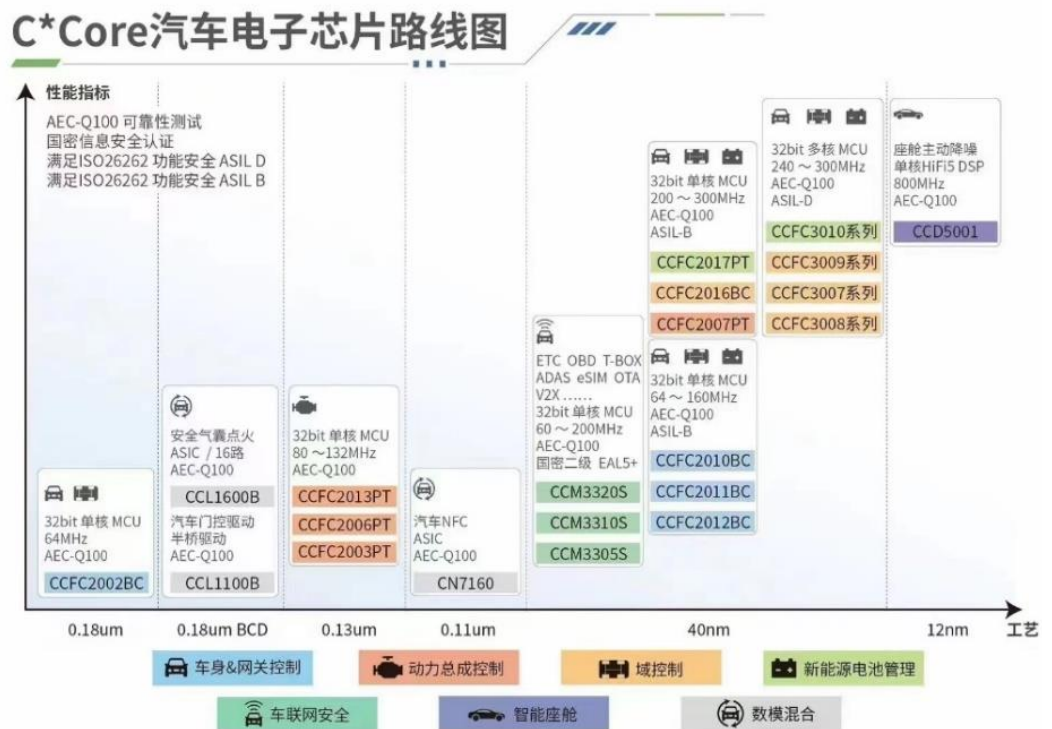 C*Core汽车电子芯片路线图
性能指标
AEC-Q100 可靠性测试
国密信息安全认证
满足ISO26262 功能安全 ASIL D
满足ISO26262 功能安全 ASIL B
32bit 单核 MCU
64MHz
AEC-Q100
CCFC2002BC
安全气囊点火
ASIC / 16路
AEC-Q100
CCL1600B
汽车门控驱动
半桥驱动
AEC-Q100
CCL1100B
32bit 单核 MCU
80～132MHz
AEC-Q100
CCFC2013PT
CCFC2006PT
CCFC2003PT
汽车NFC
ASIC
AEC-Q100
CN7160
ETC OBD T-BOX
ADAS eSIM OTA
V2X ……
32bit 单核 MCU
60～200MHz
AEC-Q100
国密二级 EAL5+
CCM3320S
CCM3310S
CCM3305S
32bit 单核 MCU
200～300MHz
AEC-Q100
ASIL-B
CCFC2017PT
CCFC2016BC
CCFC2007PT
32bit 单核 MCU
64～160MHz
AEC-Q100
ASIL-B
CCFC2010BC
CCFC2011BC
CCFC2012BC
32bit 多核 MCU
240～300MHz
AEC-Q100
ASIL-D
CCFC3010系列
CCFC3009系列
CCFC3007系列
CCFC3008系列
座舱主动降噪
单核HiFi5 DSP
800MHz
AEC-Q100
CCD5001
0.18um
0.18um BCD
0.13um
0.11um
40nm
12nm
工艺
车身&网关控制
动力总成控制
域控制
新能源电池管理
车联网安全
智能座舱
数模混合